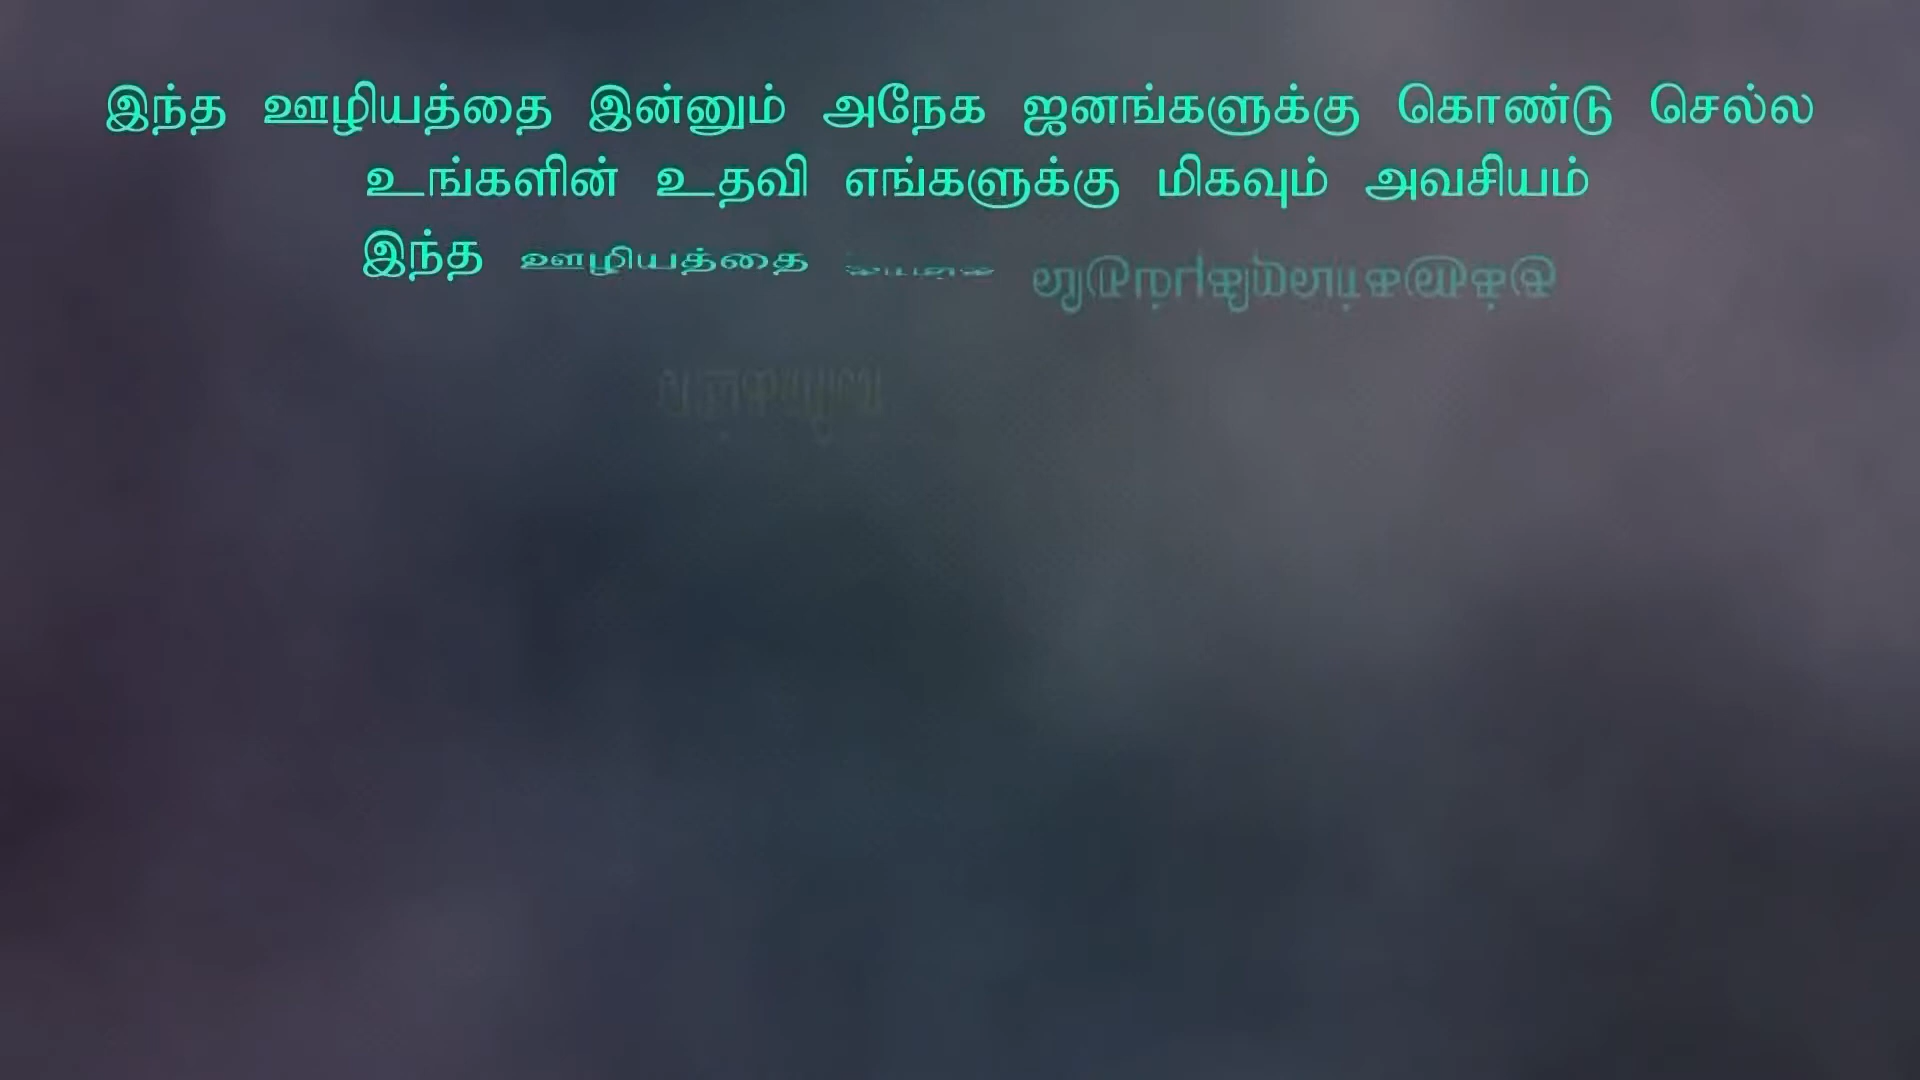 இந்த ஊழியத்தை இன்னும் அநேக ஜனங்களுக்கு கொண்டு செல்ல
உங்களின் உதவி எங்களுக்கு மிகவும் அவசியம்
இந்த ஊழியத்தை